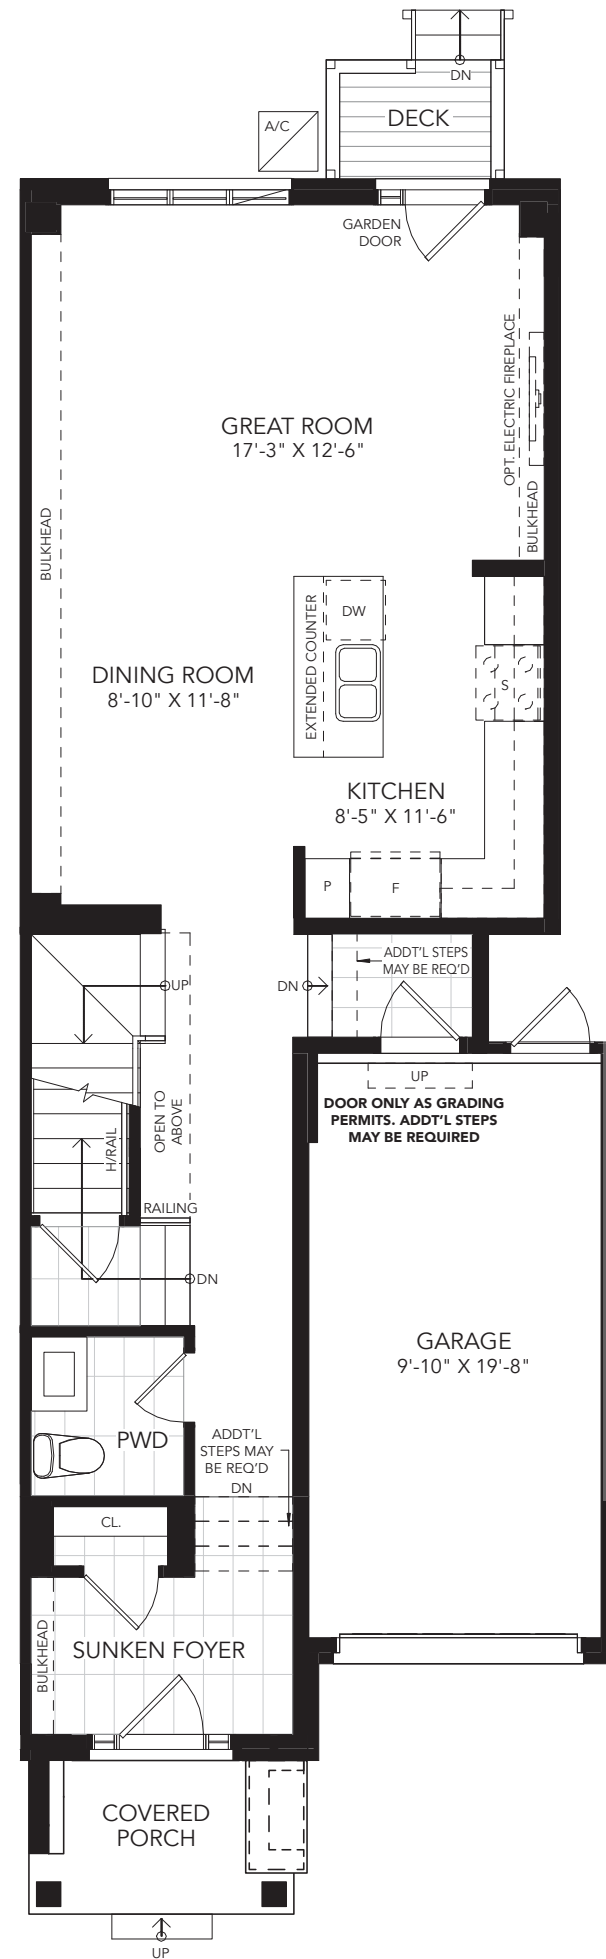 DN
DECK
A/C
GARDEN
DOOR
OPT. ELECTRIC FIREPLACE
GREAT ROOM
17'-3" X 12'-6"
BULKHEAD
BULKHEAD
DW
EXTENDED COUNTER
S
DINING ROOM
8'-10" X 11'-8"
KITCHEN
8'-5" X 11'-6"
P
F
ADDT'L STEPS
MAY BE REQ'D
UP
DN
UP
DOOR ONLY AS GRADING
PERMITS. ADDT'L STEPS
MAY BE REQUIRED
OPEN TO
ABOVE
H/RAIL
RAILING
DN
GARAGE
9'-10" X 19'-8"
PWD
ADDT'L
STEPS MAY
BE REQ'D
DN
CL.
BULKHEAD
SUNKEN FOYER
COVERED
PORCH
UP